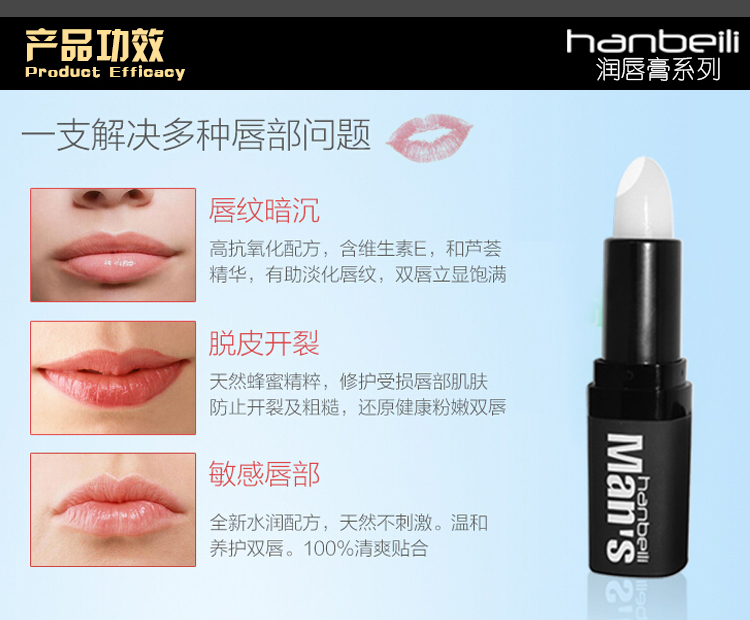 产品功效
Product Efficacy
hanbeili
润唇膏系列
一支解决多种唇部问题
唇纹暗沉
高抗氧化配方，含维生素E，和芦荟
精华，有助淡化唇纹，双唇立显饱满
脱皮开裂
天然蜂蜜精粹，修护受损唇部肌肤
防止开裂及粗糙，还原健康粉嫩双唇
敏感唇部
全新水润配方，天然不刺激。温和
养护双唇。100%清爽贴合
hanbeili
Man's